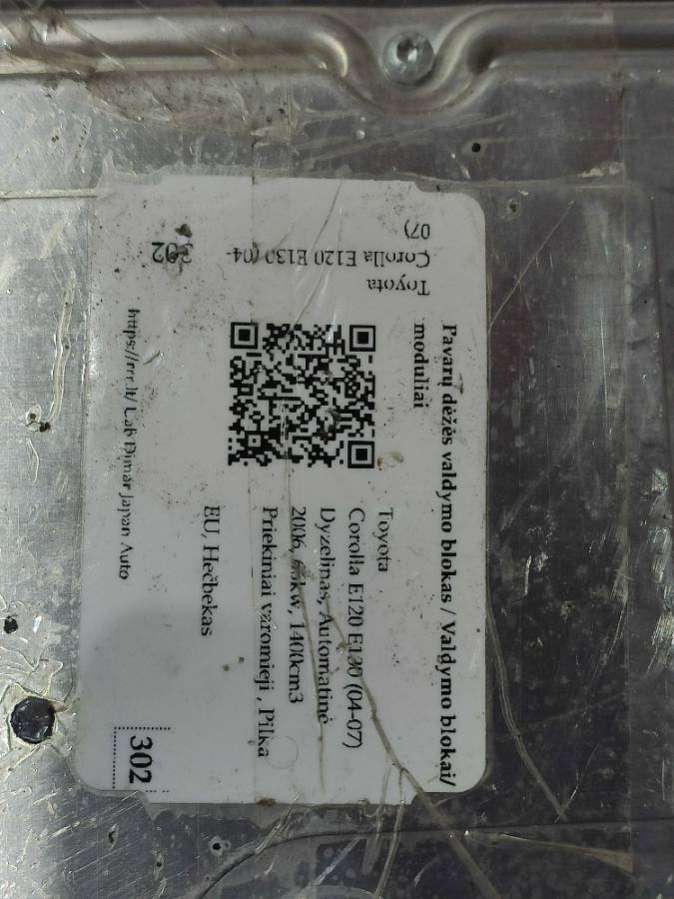 Pavarų dėžės valdymo blokas / Valdymo blokai/
moduliai
Toyota
Corolla E120 E130 (04-07)
Dyzelinas, Automatinė
2006, 66kw, 1400cm3
Priekiniai varomieji , Pilka
EU, Hečbekas
https://rrr.lt/ Lab Dimar Japan Auto
302
Toyota
Corolla E120 E130 (04-
07)
302